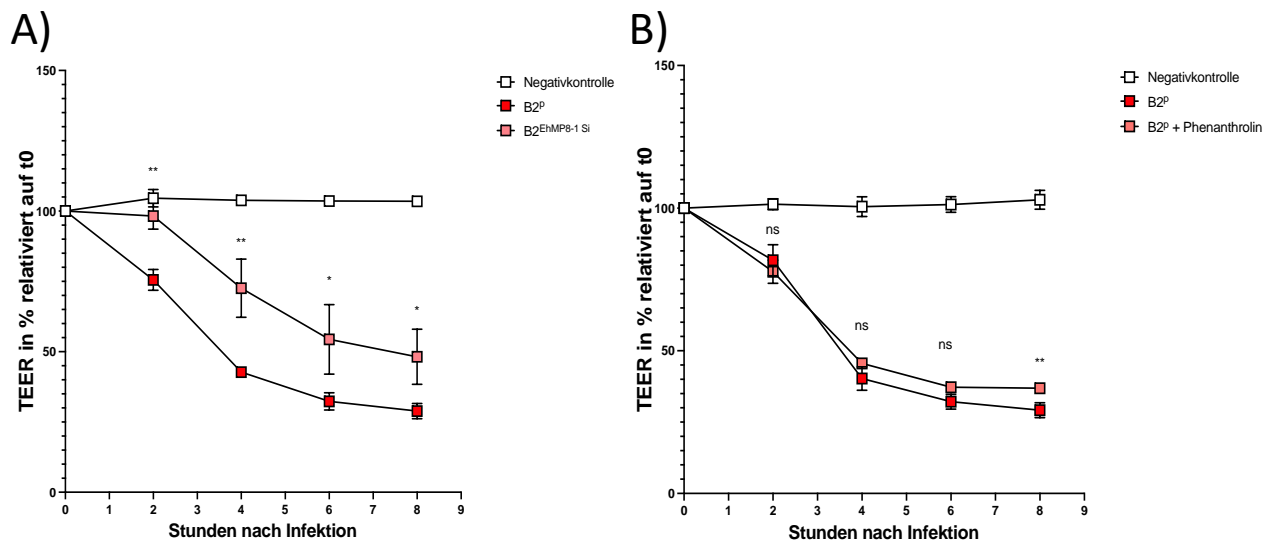 A)
150
100
50
0
TEER in % relativiert auf t0
** ** * *
0 1 2 3 4 5 6 7 8 9
Stunden nach Infektion
Negativkontrolle
B2ᵖ
B2ᴱʰᴹᴾ⁸⁻¹ ˢⁱ
B)
150
100
50
0
TEER in % relativiert auf t0
ns ns ns **
0 1 2 3 4 5 6 7 8 9
Stunden nach Infektion
Negativkontrolle
B2ᵖ
B2ᵖ + Phenanthrolin